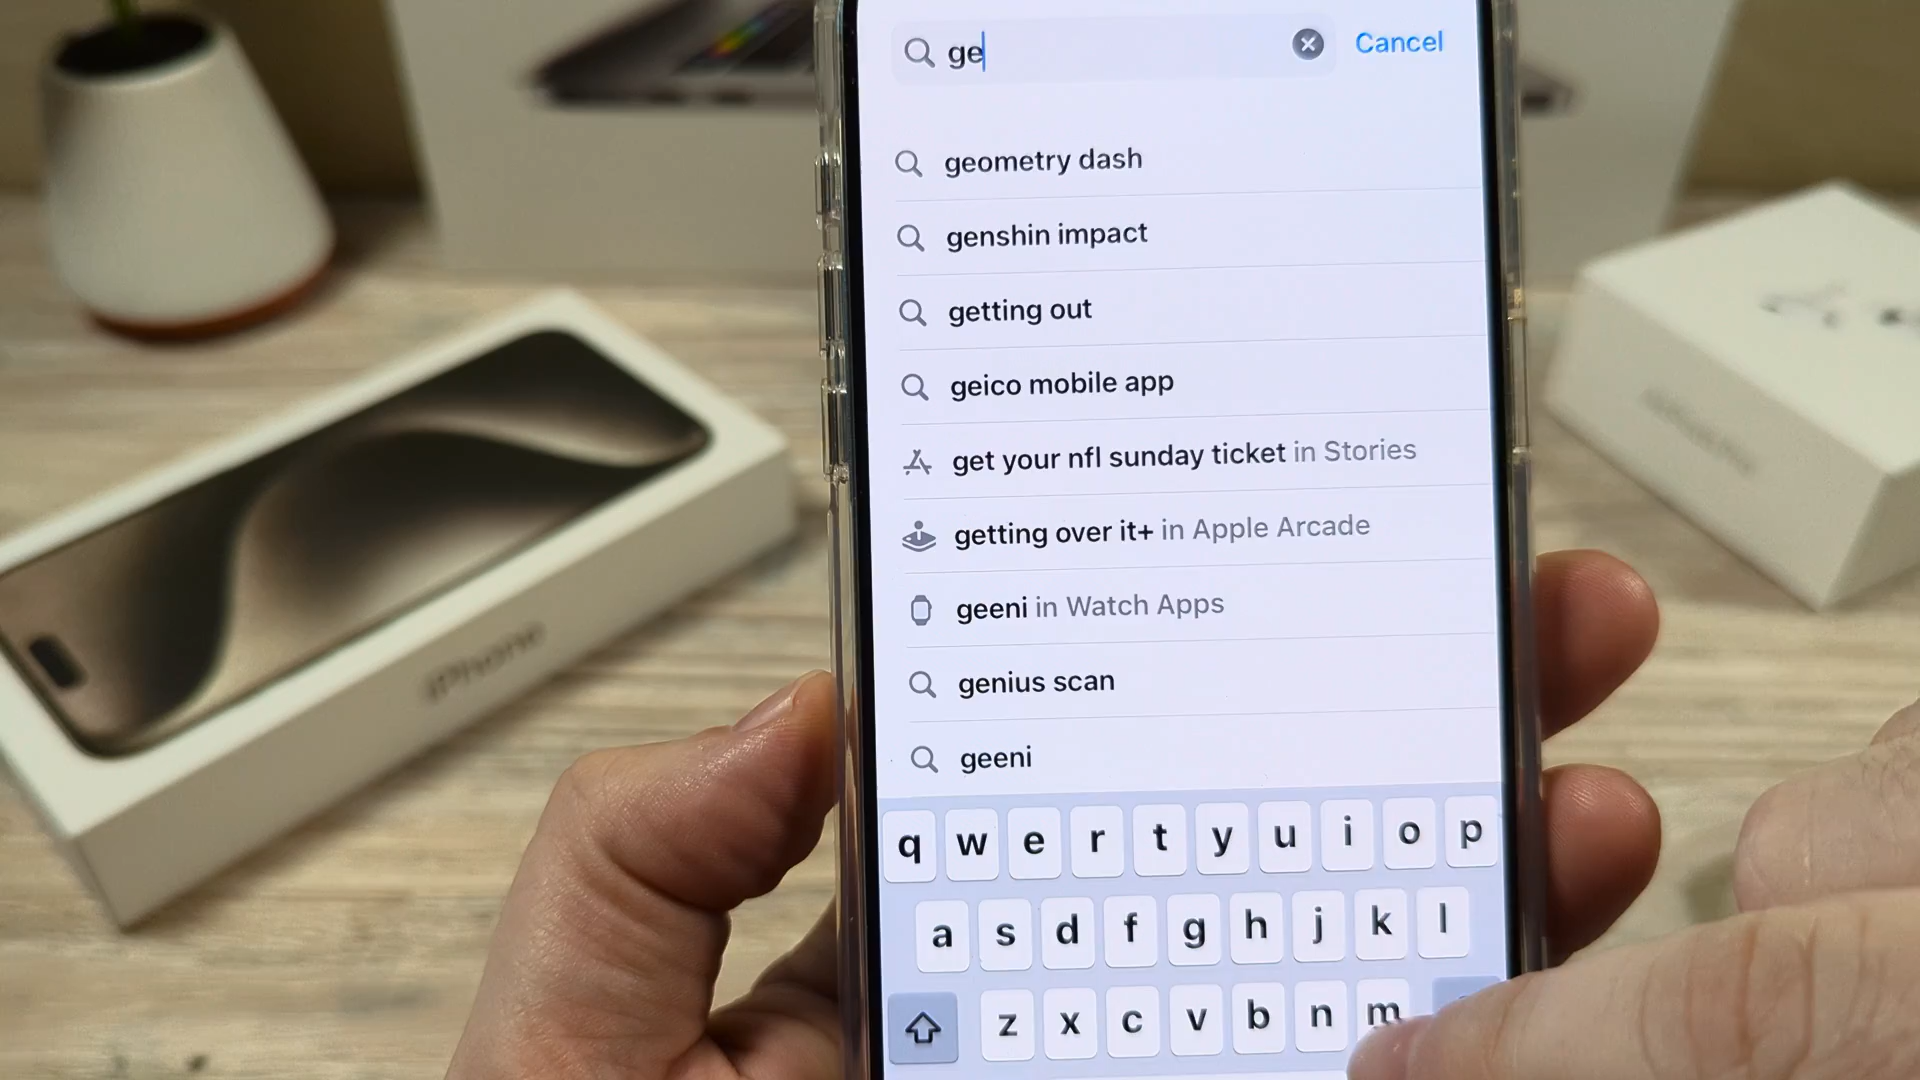 ge
Cancel
geometry dash
genshin impact
getting out
geico mobile app
get your nfl sunday ticket in Stories
getting over it+ in Apple Arcade
geeni in Watch Apps
genius scan
geeni
q w e r t y u i o p
a s d f g h j k l
z x c v b n m
iPhone